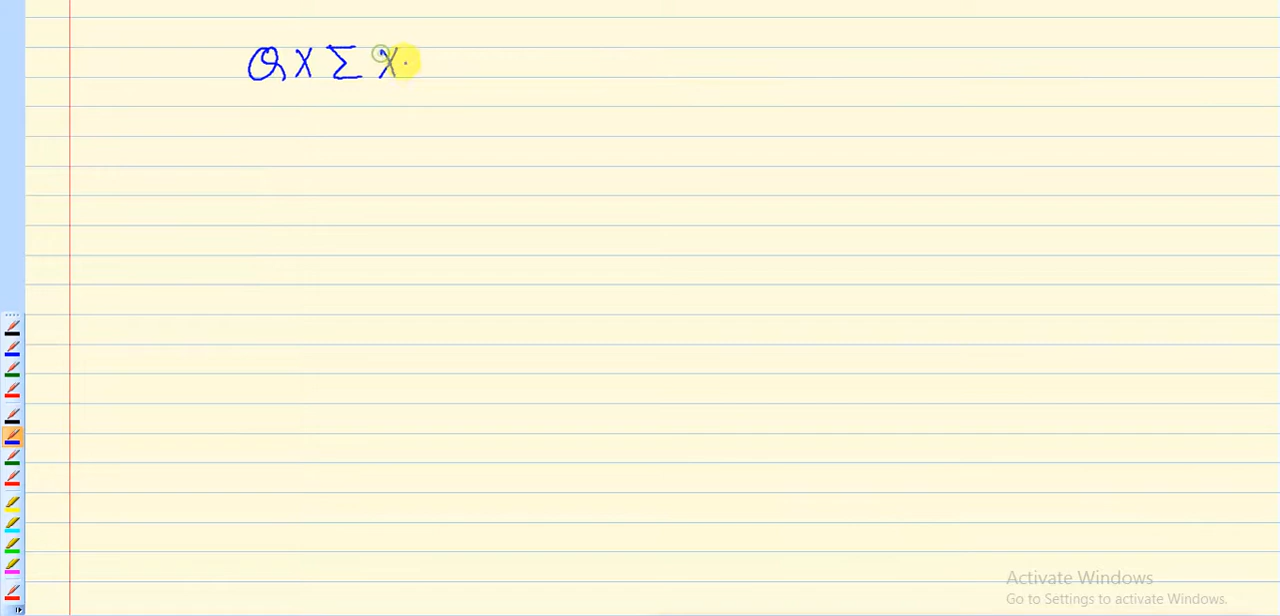 Q X Σ X
Activate Windows
Go to Settings to activate Windows.